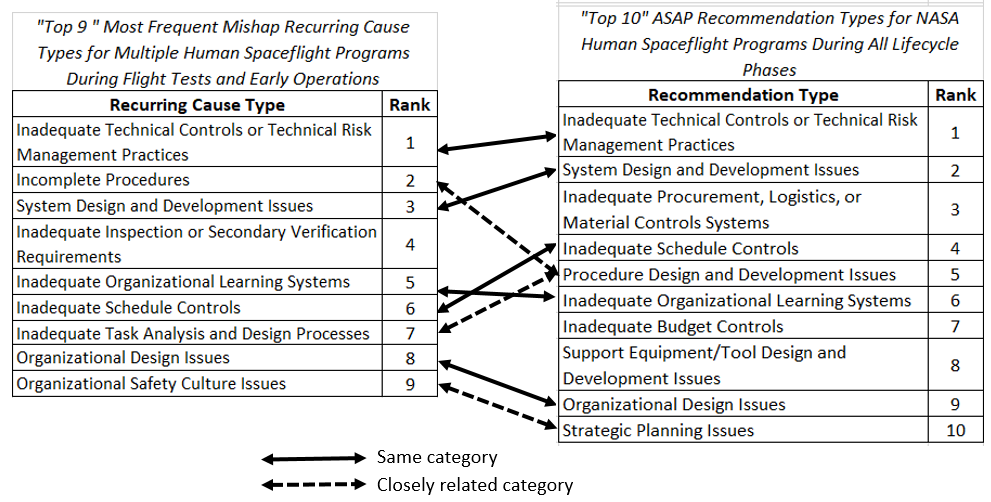 "Top 9 " Most Frequent Mishap Recurring Cause
Types for Multiple Human Spaceflight Programs
During Flight Tests and Early Operations
Recurring Cause Type Rank
Inadequate Technical Controls or Technical Risk
Management Practices 1
Incomplete Procedures 2
System Design and Development Issues 3
Inadequate Inspection or Secondary Verification
Requirements 4
Inadequate Organizational Learning Systems 5
Inadequate Schedule Controls 6
Inadequate Task Analysis and Design Processes 7
Organizational Design Issues 8
Organizational Safety Culture Issues 9
"Top 10" ASAP Recommendation Types for NASA
Human Spaceflight Programs During All Lifecycle
Phases
Recommendation Type Rank
Inadequate Technical Controls or Technical Risk
Management Practices 1
System Design and Development Issues 2
Inadequate Procurement, Logistics, or
Material Controls Systems 3
Inadequate Schedule Controls 4
Procedure Design and Development Issues 5
Inadequate Organizational Learning Systems 6
Inadequate Budget Controls 7
Support Equipment/Tool Design and
Development Issues 8
Organizational Design Issues 9
Strategic Planning Issues 10
Same category
Closely related category